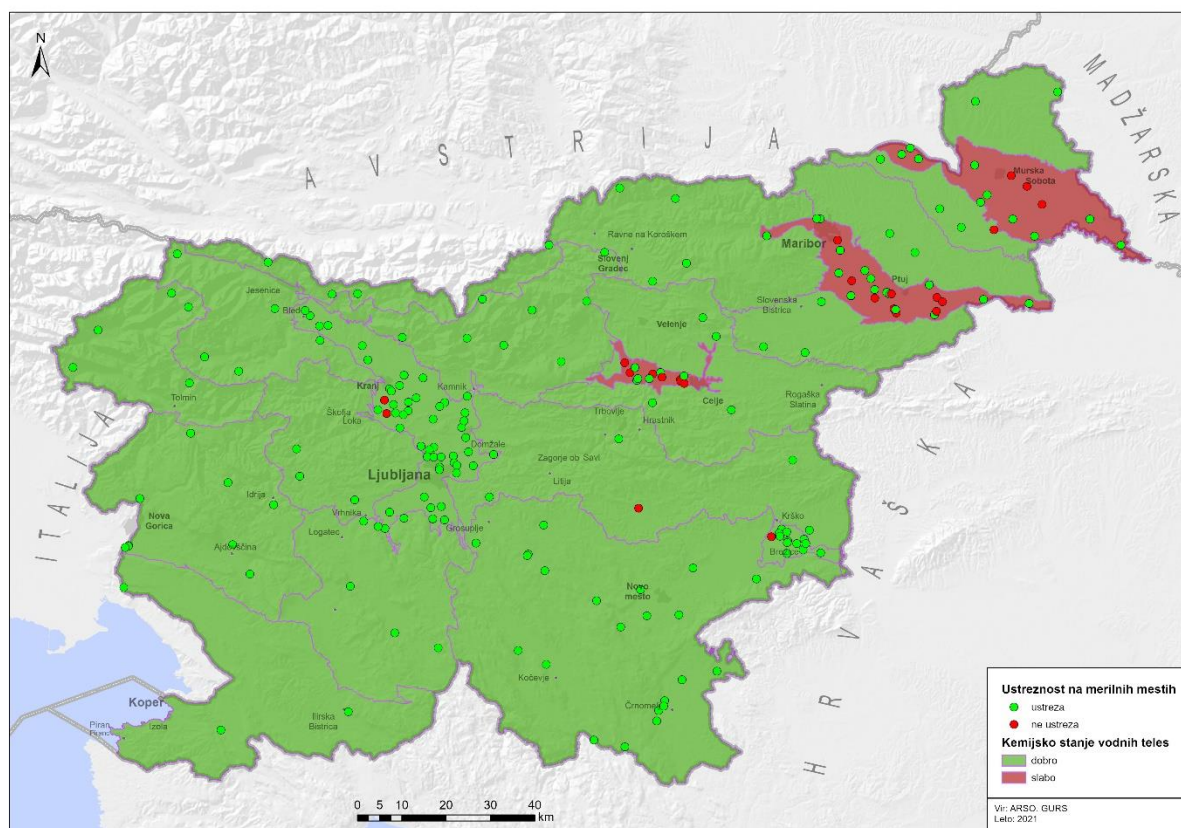 N
MADŽARSKA
AVSTRIJA
Murska
Sobota
Ravne na Koroškem
Maribor
Slovenj
Gradec
Ptuj
Jesenice
Slovenska
Bistrica
Bled
Velenje
Kranj
Kamnik
Rogaška
Slatina
Tolmin
Škofja
Loka
Celje
Trbovlje
Hrastnik
ITALIJA
Domžale
Zagorje ob Savi
Ljubljana
Litija
HRVAŠKA
Idrija
Nova
Gorica
Vrhnika
Krško
Logatec
Grosuplje
Ajdovščina
Brežice
Novo
mesto
Kočevje
Koper
Črnomelj
Piran
Izola
Ilirska
Bistrica
Ustreznost na merilnih mestih
ustreza
ne ustreza
Kemijsko stanje vodnih teles
dobro
slabo
0 5 10 20 30 40
km
Vir: ARSO. GURS
Leto: 2021